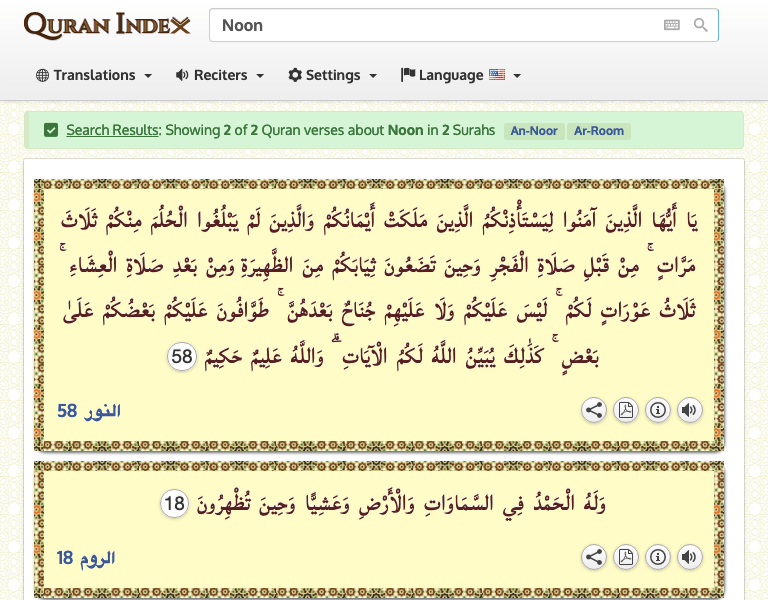 QURAN INDEX
Noon
Translations Reciters Settings Language
Search Results: Showing 2 of 2 Quran verses about Noon in 2 Surahs An-Noor Ar-Room
يَا أَيُّهَا الَّذِينَ آمَنُوا لِيَسْتَأْذِنْكُمُ الَّذِينَ مَلَكَتْ أَيْمَانُكُمْ وَالَّذِينَ لَمْ يَبْلُغُوا الْحُلُمَ مِنْكُمْ ثَلَاثَ
مَرَّاتٍ ۚ مِنْ قَبْلِ صَلَاةِ الْفَجْرِ وَحِينَ تَضَعُونَ ثِيَابَكُمْ مِنَ الظَّهِيرَةِ وَمِنْ بَعْدِ صَلَاةِ الْعِشَاءِ ۚ
ثَلَاثُ عَوْرَاتٍ لَكُمْ ۚ لَيْسَ عَلَيْكُمْ وَلَا عَلَيْهِمْ جُنَاحٌ بَعْدَهُنَّ ۚ طَوَّافُونَ عَلَيْكُمْ بَعْضُكُمْ عَلَىٰ
بَعْضٍ ۚ كَذَٰلِكَ يُبَيِّنُ اللَّهُ لَكُمُ الْآيَاتِ ۗ وَاللَّهُ عَلِيمٌ حَكِيمٌ 58
النور 58
وَلَهُ الْحَمْدُ فِي السَّمَاوَاتِ وَالْأَرْضِ وَعَشِيًّا وَحِينَ تُظْهِرُونَ 18
الروم 18